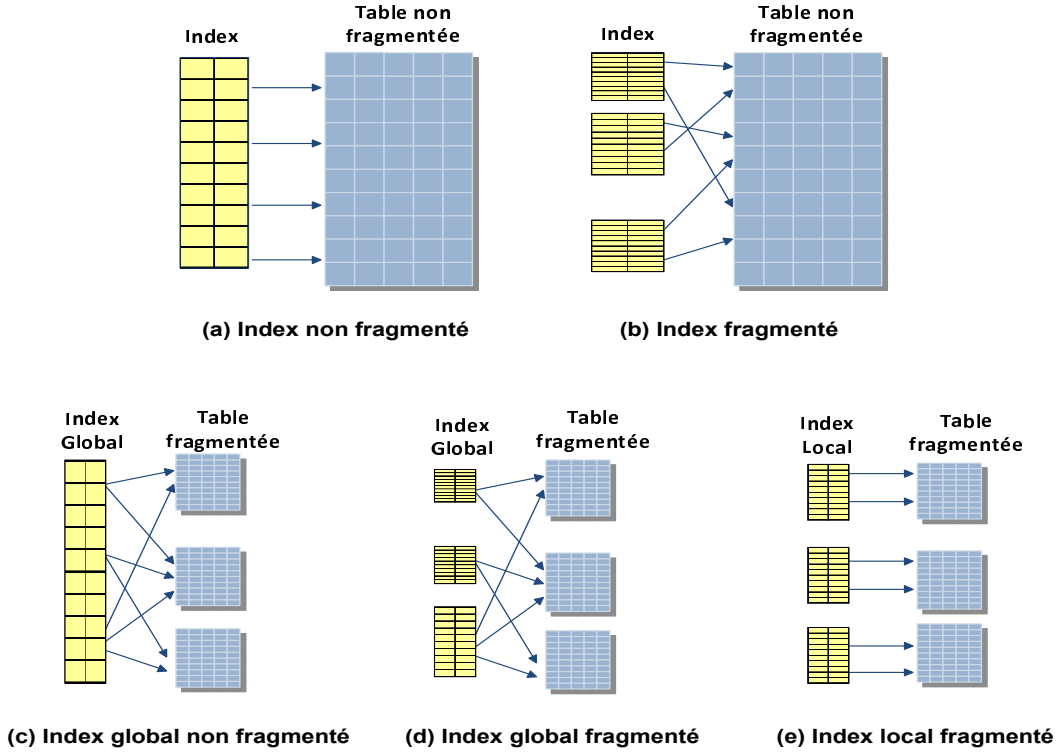 Index
Table non
fragmentée
Index
Table non
fragmentée
(a) Index non fragmenté
(b) Index fragmenté
Index
Global
Table
fragmentée
Index
Global
Table
fragmentée
Index
Local
Table
fragmentée
(c) Index global non fragmenté
(d) Index global fragmenté
(e) Index local fragmenté